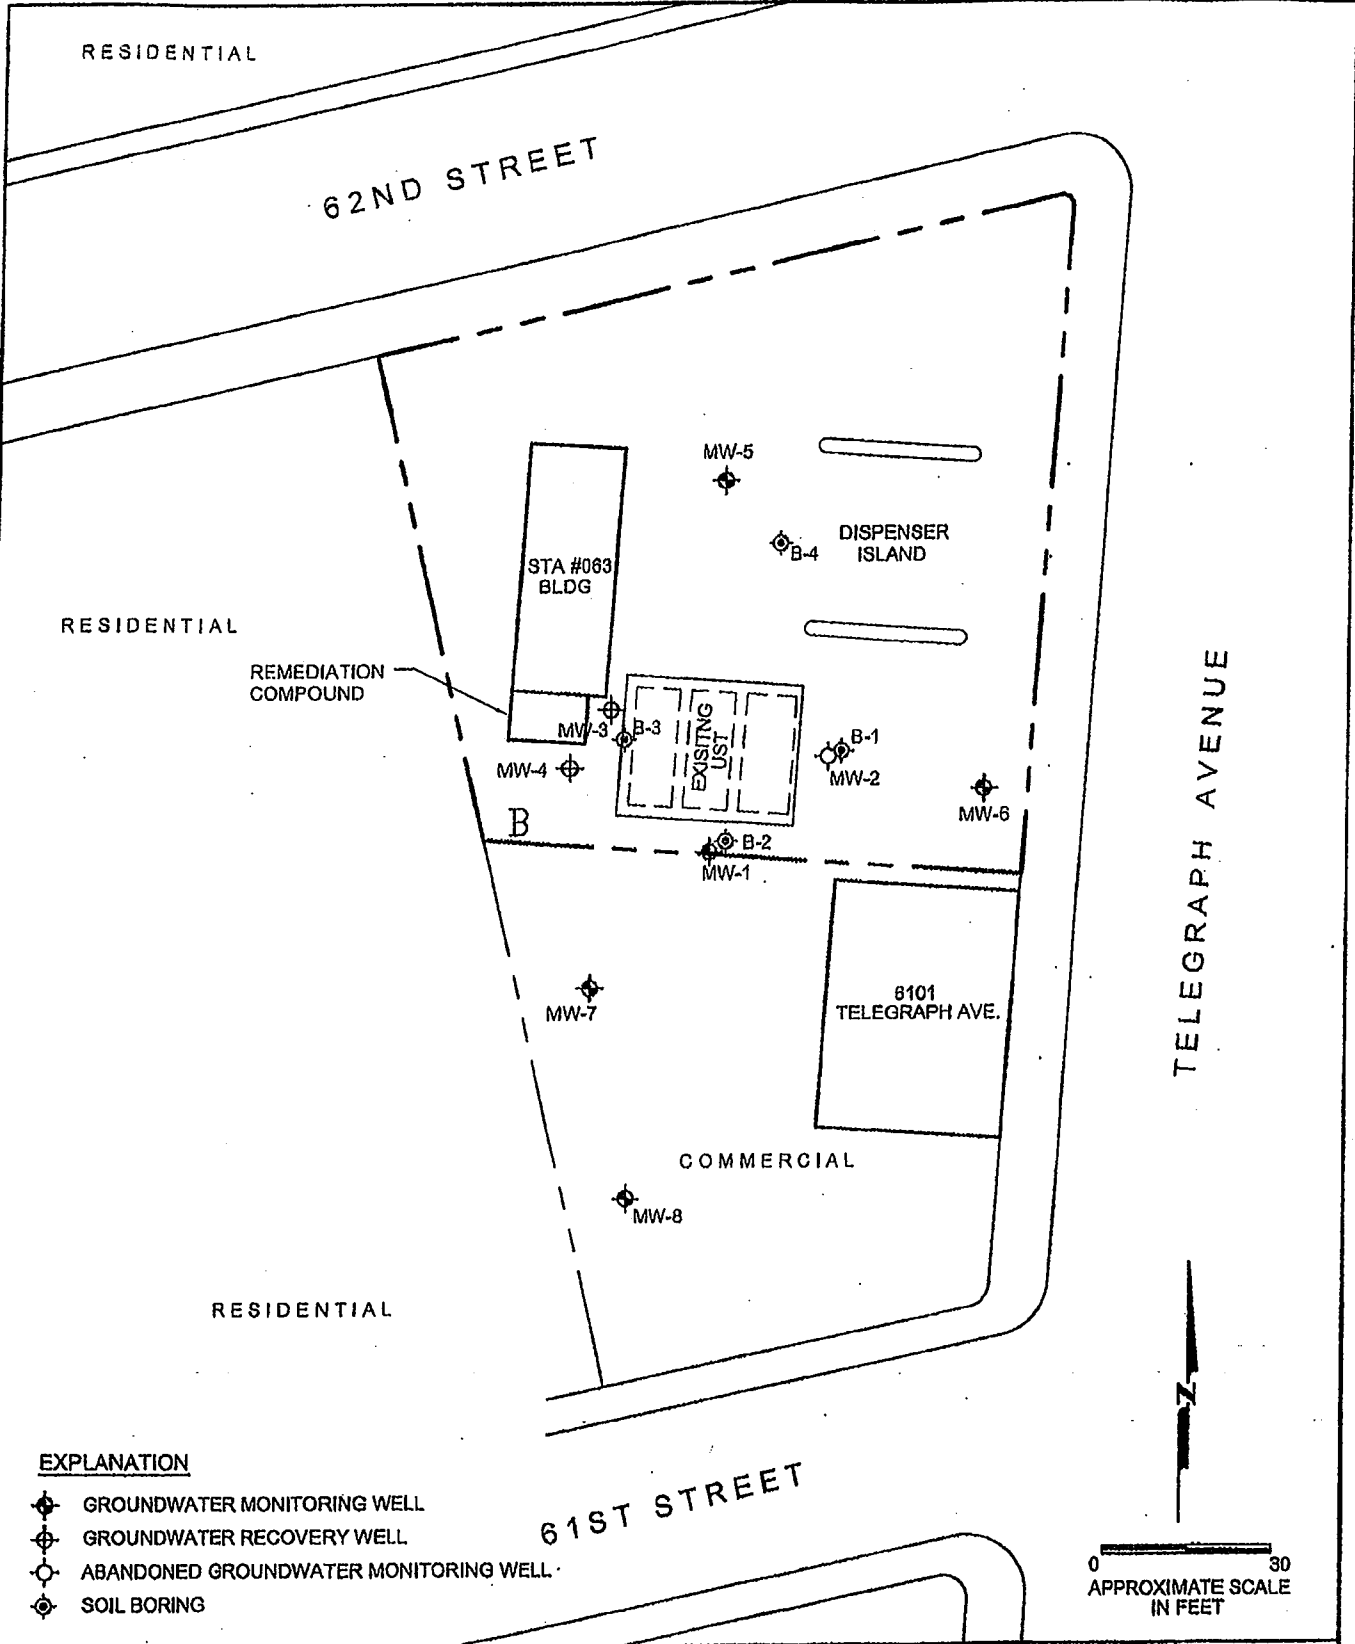 RESIDENTIAL
62ND STREET
MW-5
DISPENSER
ISLAND
B-4
STA #063
BLDG
RESIDENTIAL
REMEDIATION
COMPOUND
MW-3
B-3
EXISITNG
UST
B-1
MW-2
MW-4
MW-6
B
B-2
MW-1
TELEGRAPH AVENUE
6101
TELEGRAPH AVE.
MW-7
COMMERCIAL
MW-8
RESIDENTIAL
N
EXPLANATION
GROUNDWATER MONITORING WELL
GROUNDWATER RECOVERY WELL
ABANDONED GROUNDWATER MONITORING WELL
SOIL BORING
61ST STREET
0 30
APPROXIMATE SCALE
IN FEET